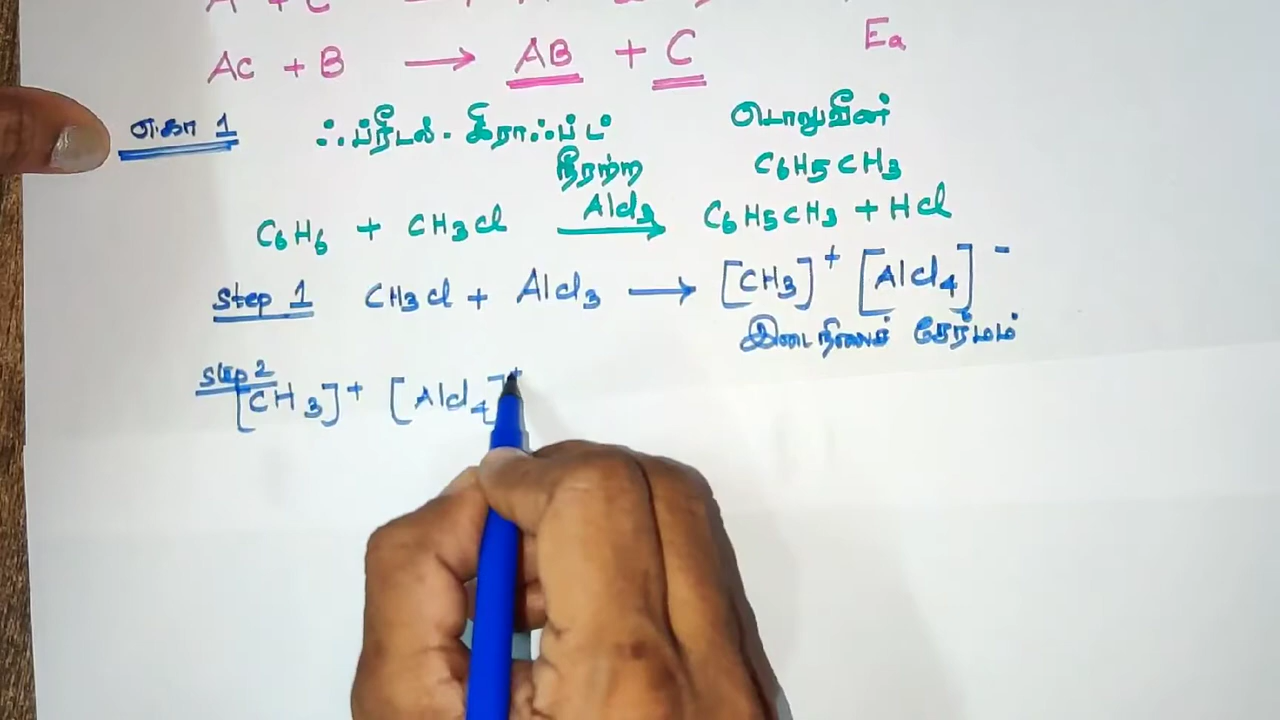 AC + B ⟶ AB + C Ea
எ.கா 1 ஃப்ரீடல் - கிராஃப்ட் டொலுவீன்
நீரற்ற C6H5CH3
C6H6 + CH3Cl AlCl3 ⟶ C6H5CH3 + HCl
Step 1 CH3Cl + AlCl3 ⟶ [CH3]+ [AlCl4]-
இடைநிலைச் சேர்மம்
Step 2
[CH3]+ [AlCl4]